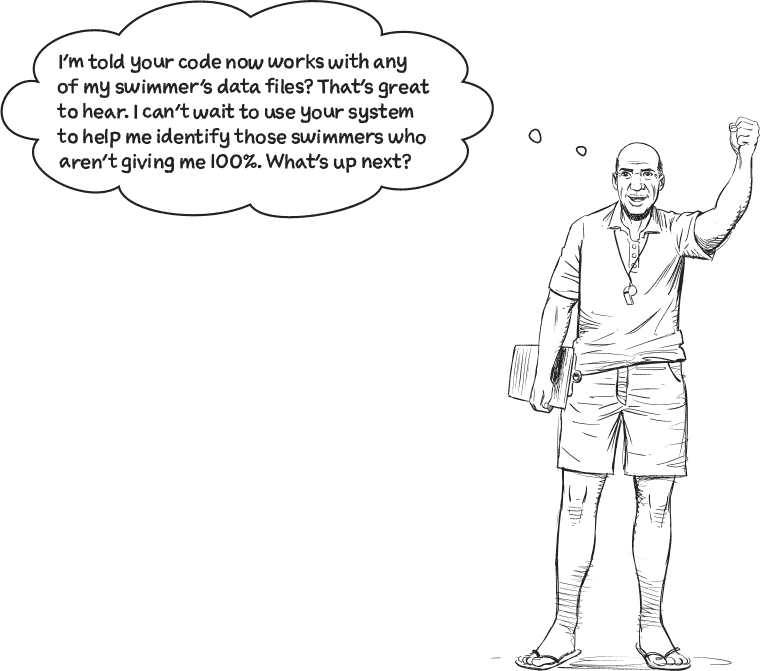 I'm told your code now works with any
of my swimmer's data files? That's great
to hear. I can't wait to use your system
to help me identify those swimmers who
aren't giving me 100%. What's up next?